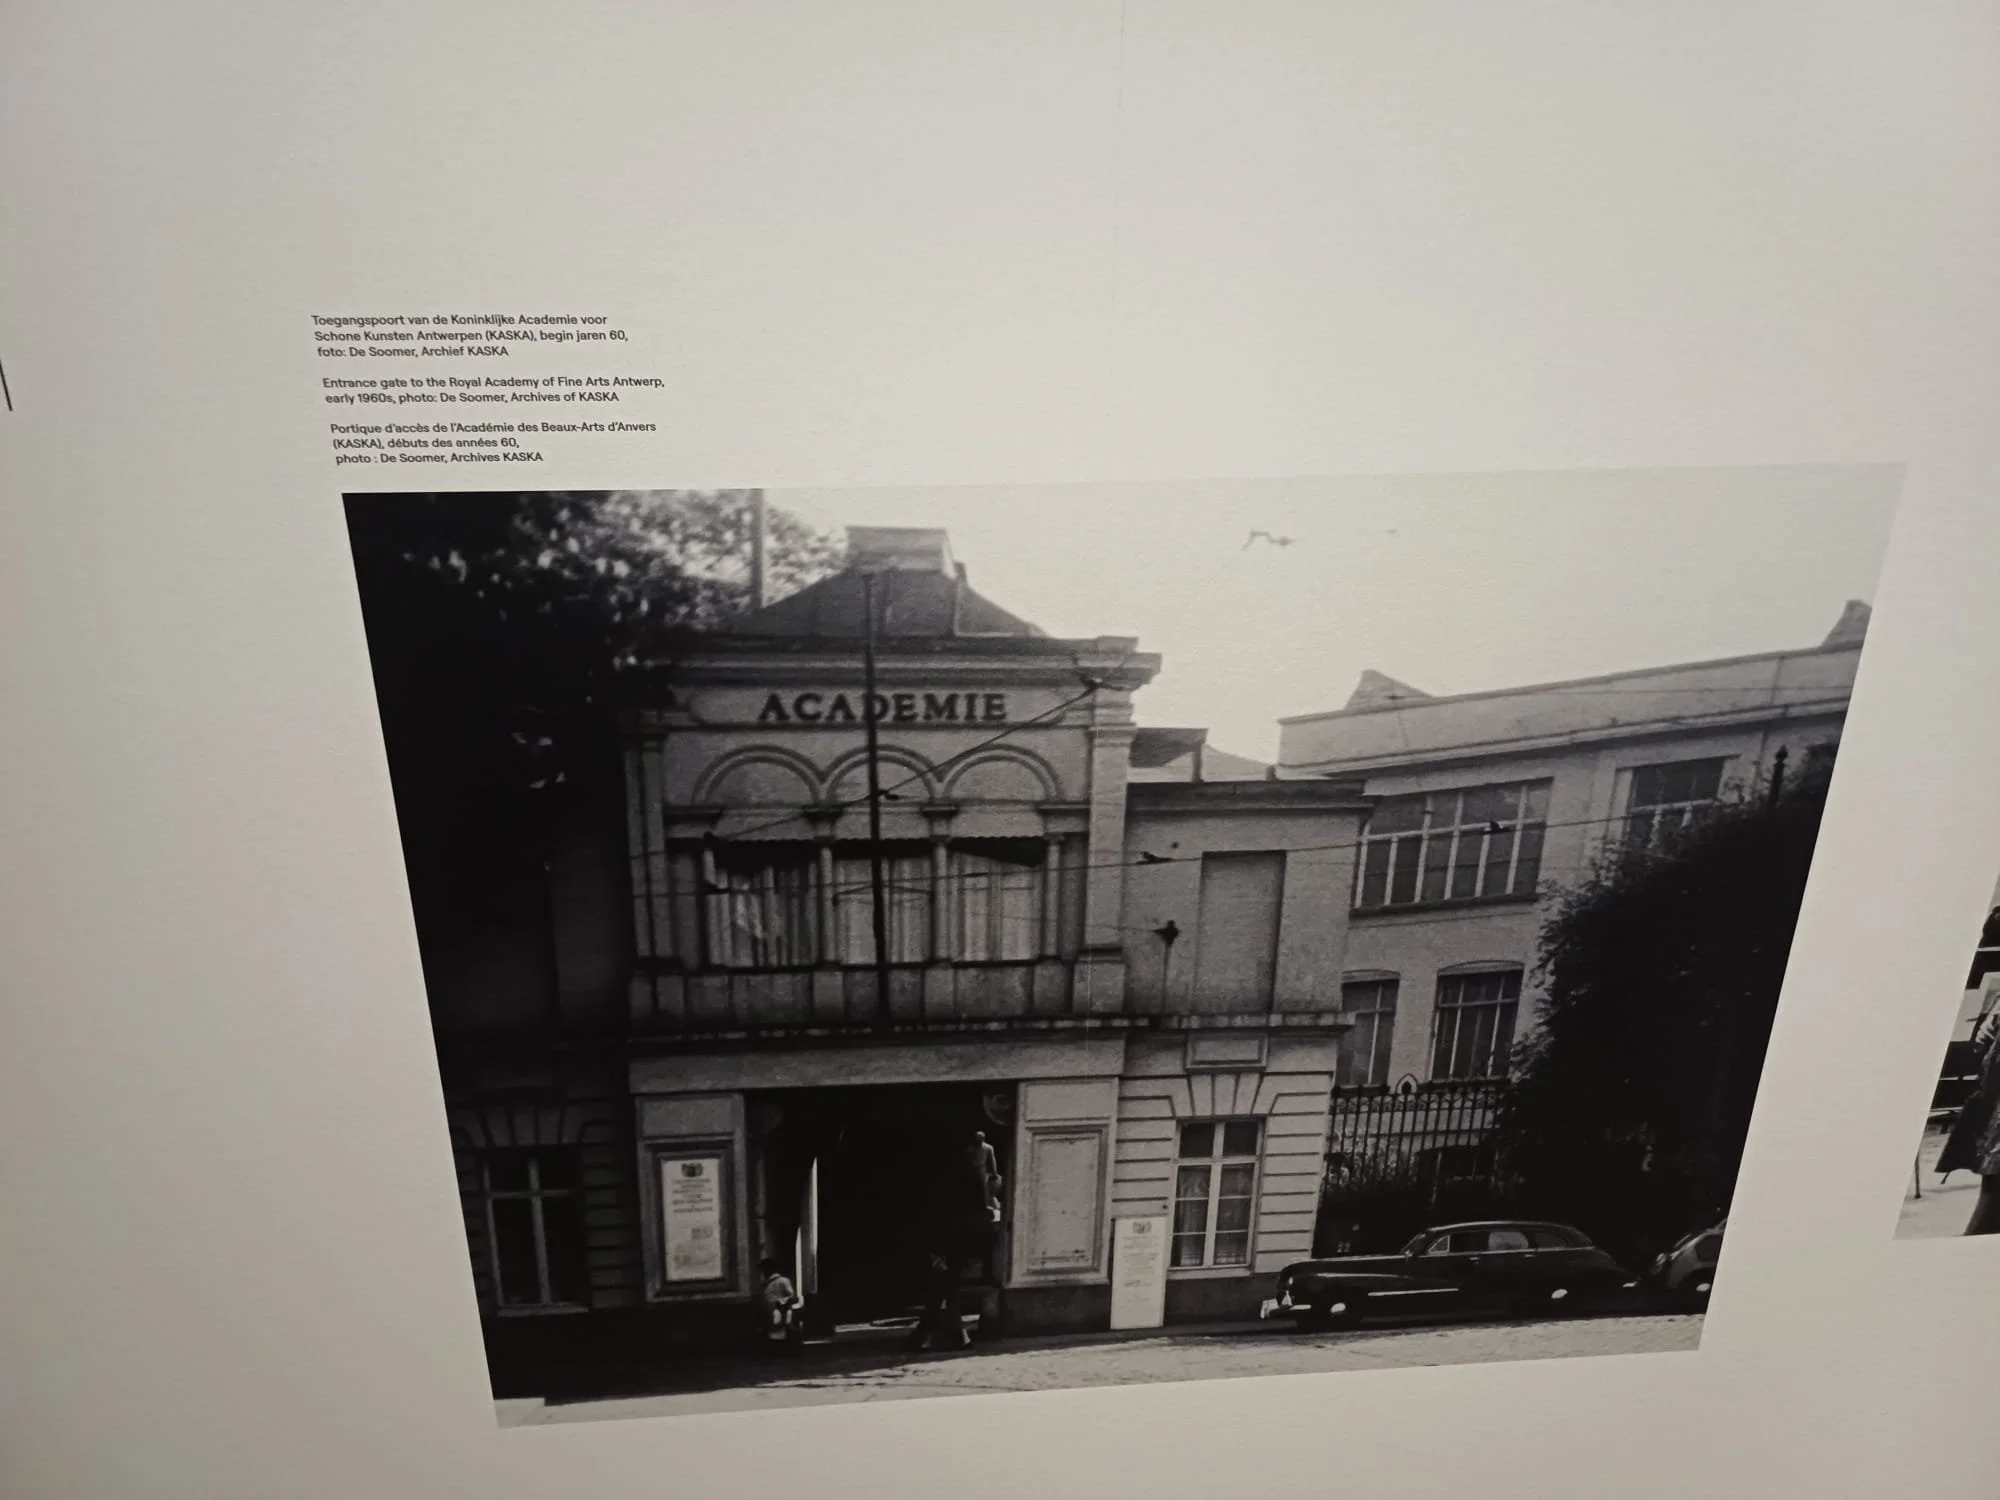 Toegangspoort van de Koninklijke Academie voor
Schone Kunsten Antwerpen (KASKA), begin jaren 60,
foto: De Soomer, Archief KASKA
Entrance gate to the Royal Academy of Fine Arts Antwerp,
early 1960s, photo: De Soomer, Archives of KASKA
Portique d'accès de l'Académie des Beaux-Arts d'Anvers
(KASKA), débuts des années 60,
photo : De Soomer, Archives KASKA
ACADEMIE